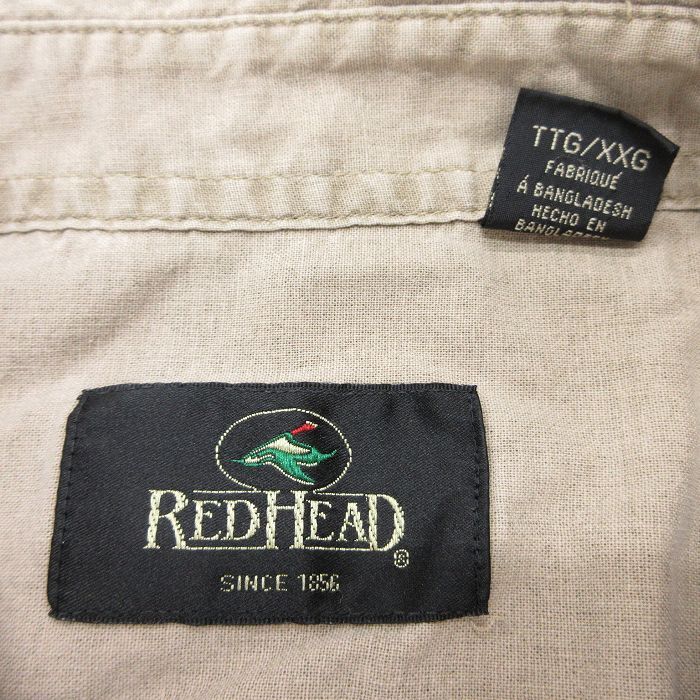 TTG/XXG
FABRIQUÉ
Á BANGLADESH
HECHO EN
REDHEAD®
SINCE 1856